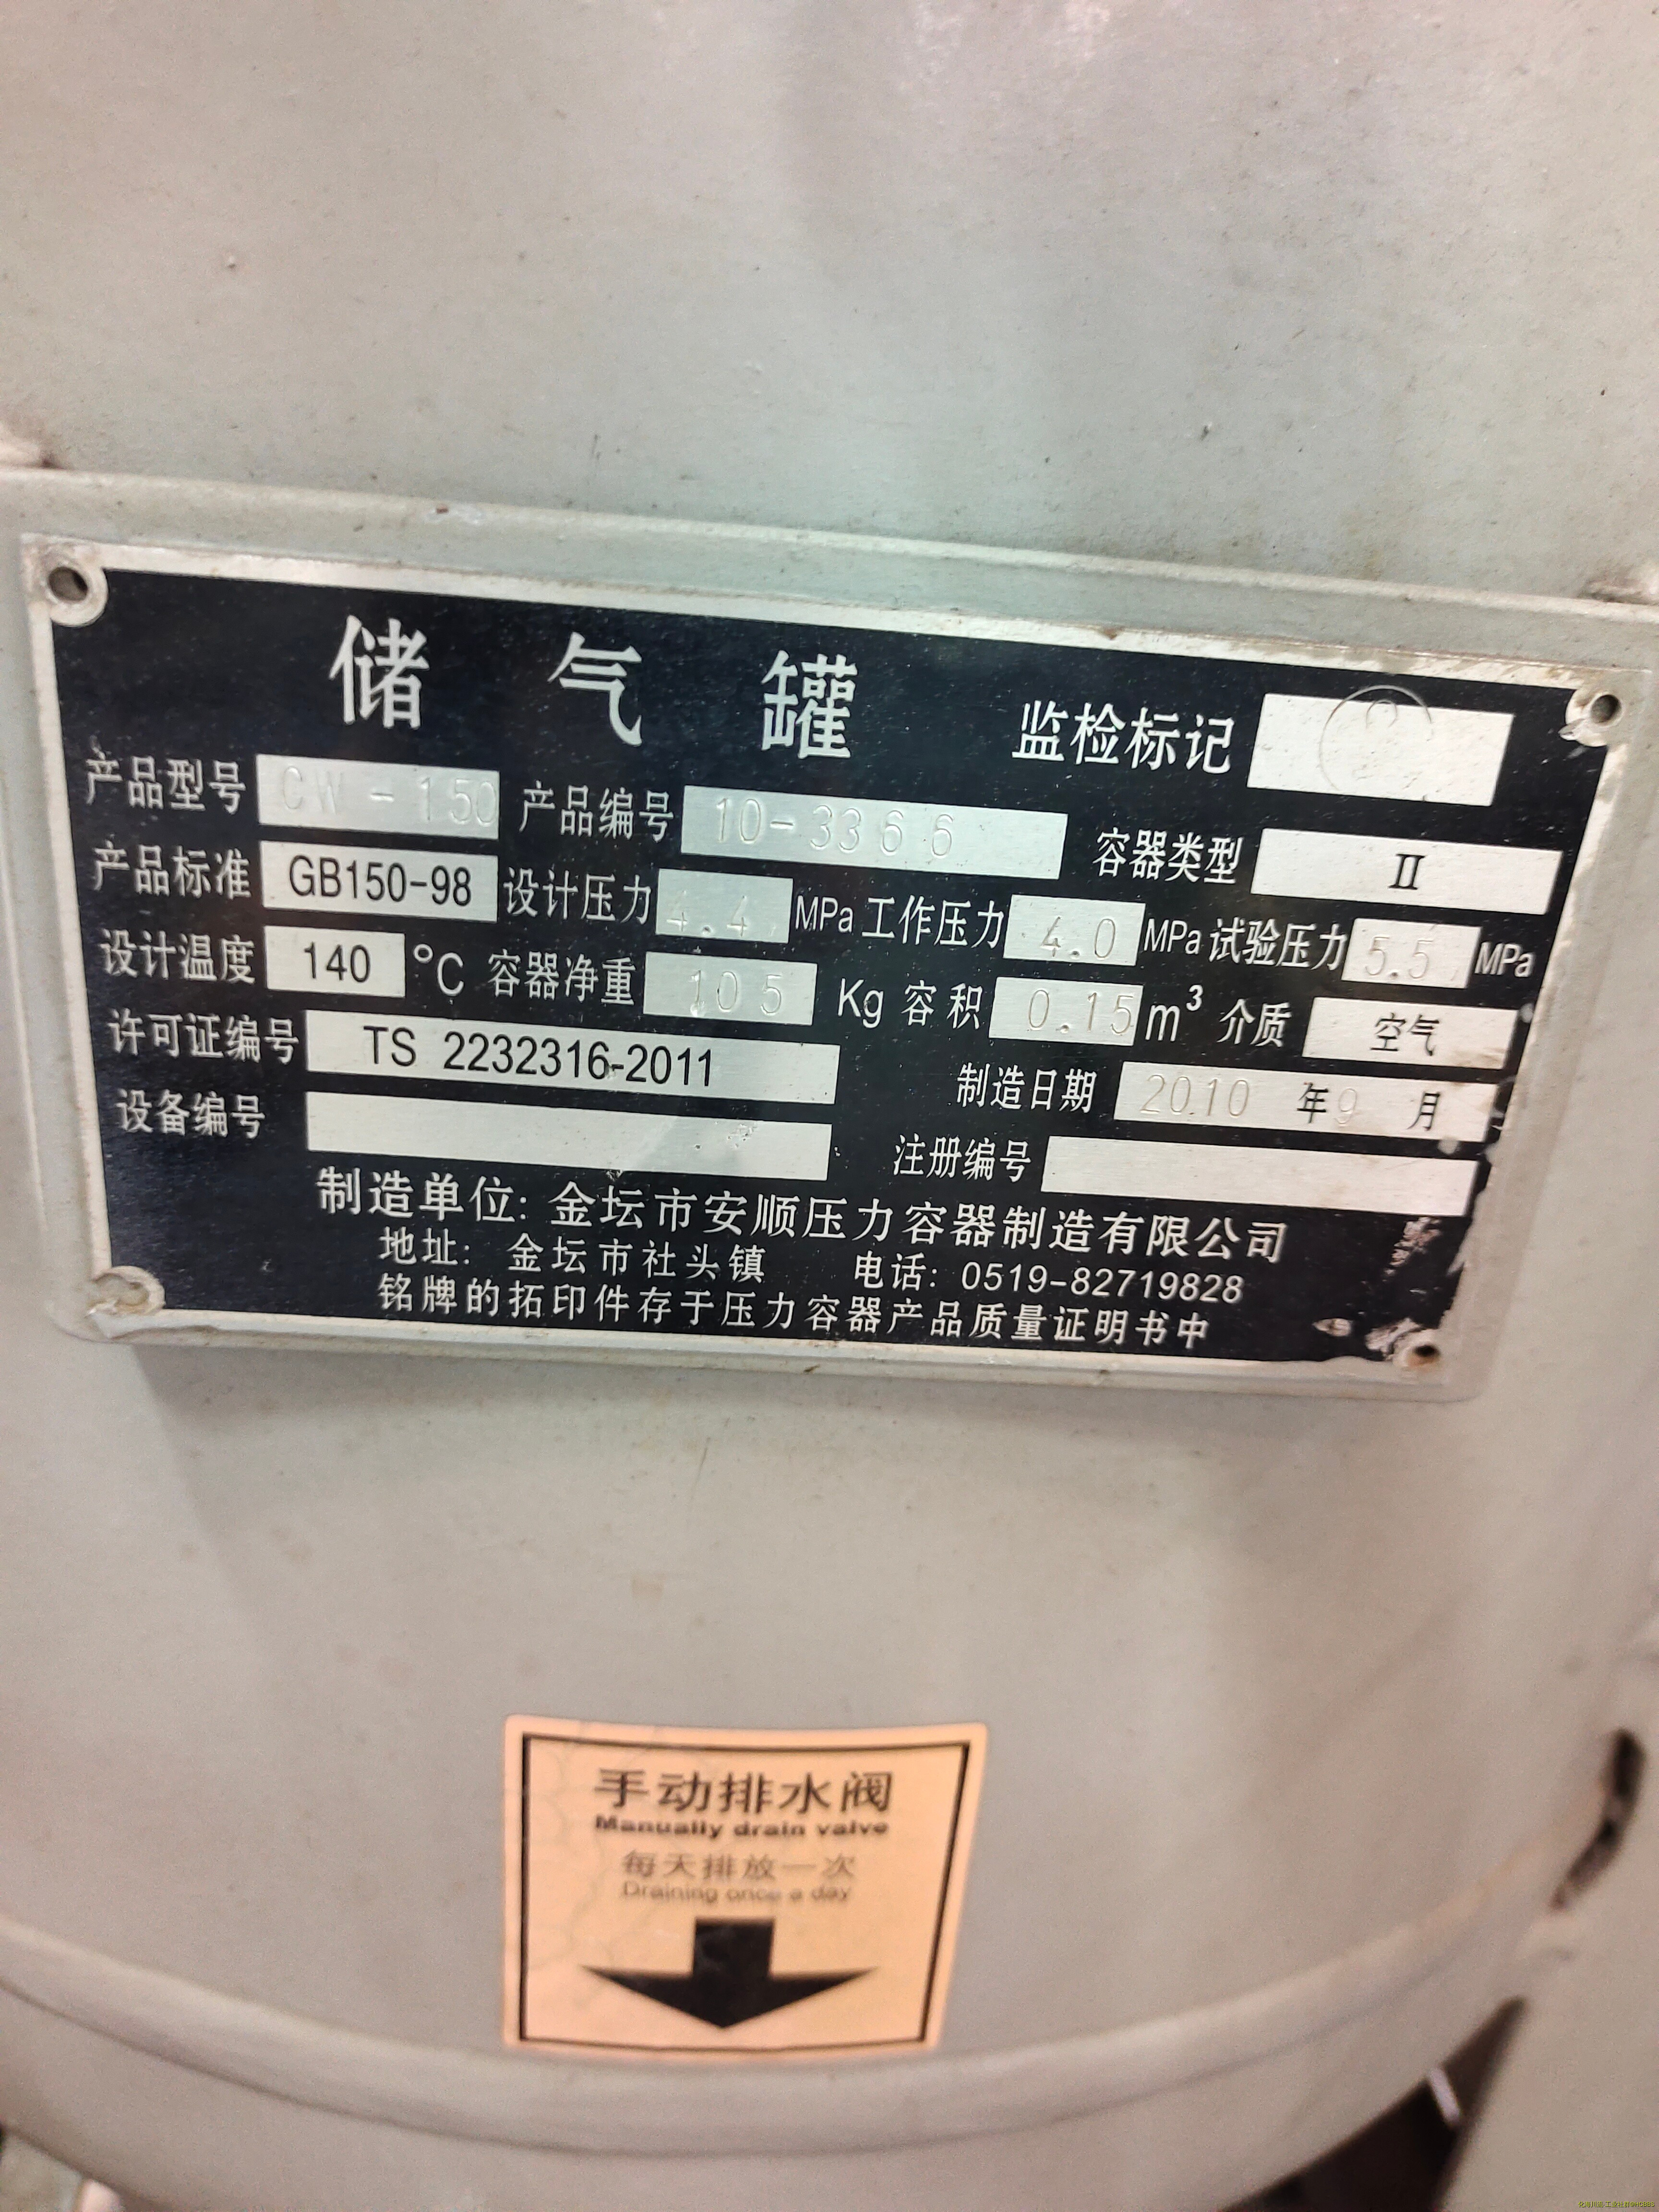 储气罐 监检标记
产品型号 CW-150 产品编号 10-3366 容器类型 Ⅱ
产品标准 GB150-98 设计压力 4.4 MPa 工作压力 4.0 MPa 试验压力 5.5 MPa
设计温度 140 °C 容器净重 105 Kg 容积 0.15 m³ 介质 空气
许可证编号 TS 2232316-2011 制造日期 2010 年 9 月
设备编号 注册编号
制造单位: 金坛市安顺压力容器制造有限公司
地址: 金坛市社头镇 电话: 0519-82719828
铭牌的拓印件存于压力容器产品质量证明书中
手动排水阀
Manually drain valve
每天排放一次
Draining once a day